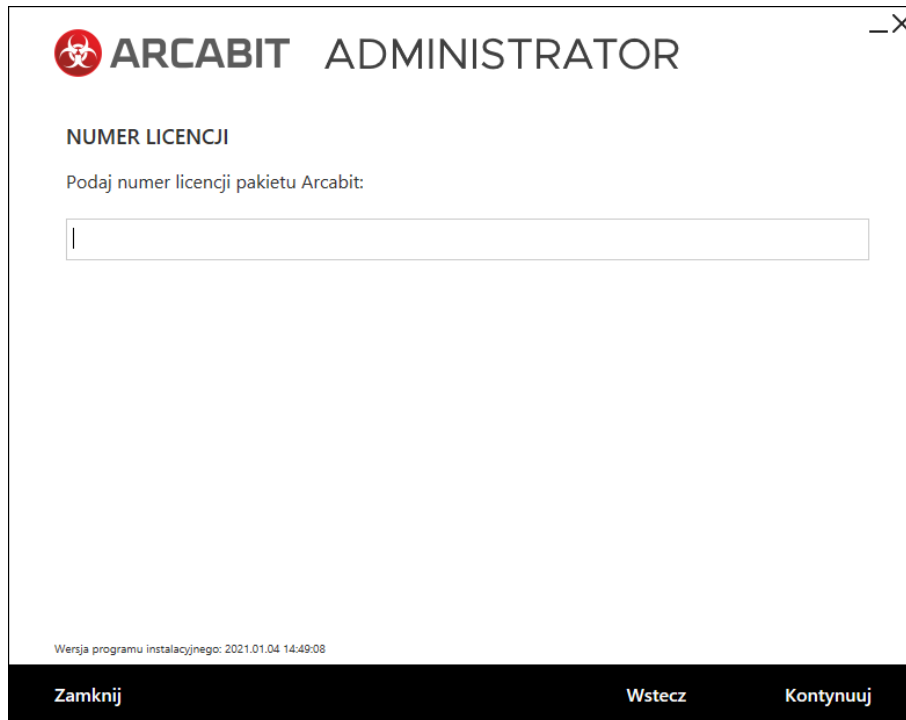 ARCABIT ADMINISTRATOR
NUMER LICENCJI
Podaj numer licencji pakietu Arcabit:
Wersja programu instalacyjnego: 2021.01.04 14:49:08
Zamknij Wstecz Kontynuuj